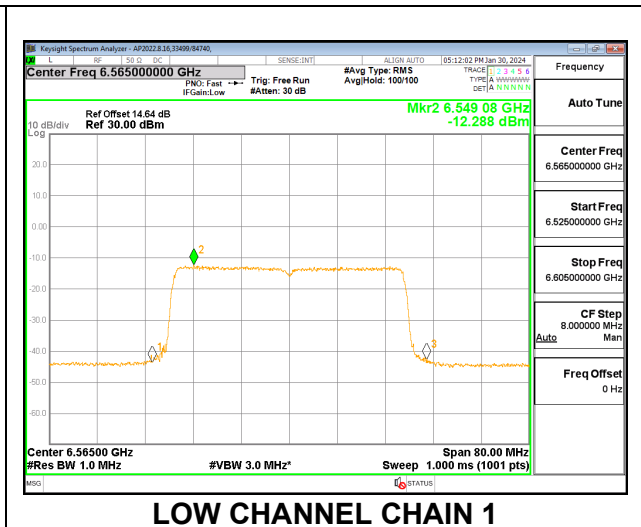 Keysight Spectrum Analyzer - AP2022.8.16,33499/84740,
L RF 50 Ω DC SENSE:INT ALIGN AUTO 05:12:02 PM Jan 30, 2024
Center Freq 6.565000000 GHz #Avg Type: RMS TRACE 1 2 3 4 5 6
PNO: Fast Trig: Free Run Avg|Hold: 100/100 TYPE A WWWWW
IFGain:Low #Atten: 30 dB DET A N N N N N
Frequency
Auto Tune
Center Freq
6.565000000 GHz
Start Freq
6.525000000 GHz
Stop Freq
6.605000000 GHz
CF Step
8.000000 MHz
Auto Man
Freq Offset
0 Hz
Mkr2 6.549 08 GHz
-12.288 dBm
Ref Offset 14.64 dB
10 dB/div Ref 30.00 dBm
Log
20.0
10.0
0.00
-10.0
-20.0
-30.0
-40.0
-50.0
-60.0
2
1
3
Center 6.56500 GHz Span 80.00 MHz
#Res BW 1.0 MHz #VBW 3.0 MHz* Sweep 1.000 ms (1001 pts)
MSG STATUS
LOW CHANNEL CHAIN 1